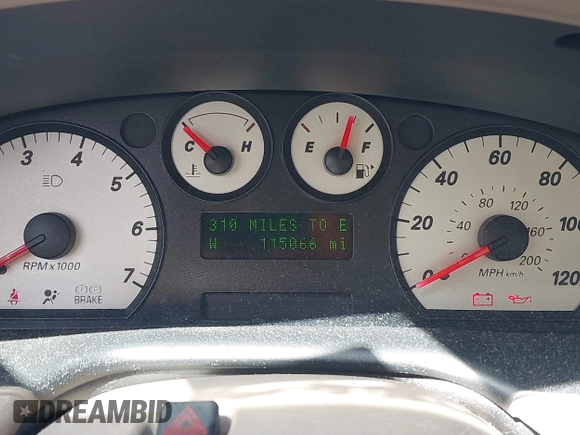 3 4 5 6 7
RPM x 1000
BRAKE
C H
E F
310 MILES TO E
W 115066 mi
0 20 40 60 80 100 120
0 40 80 120 160 200
MPH km/h
DREAMBID